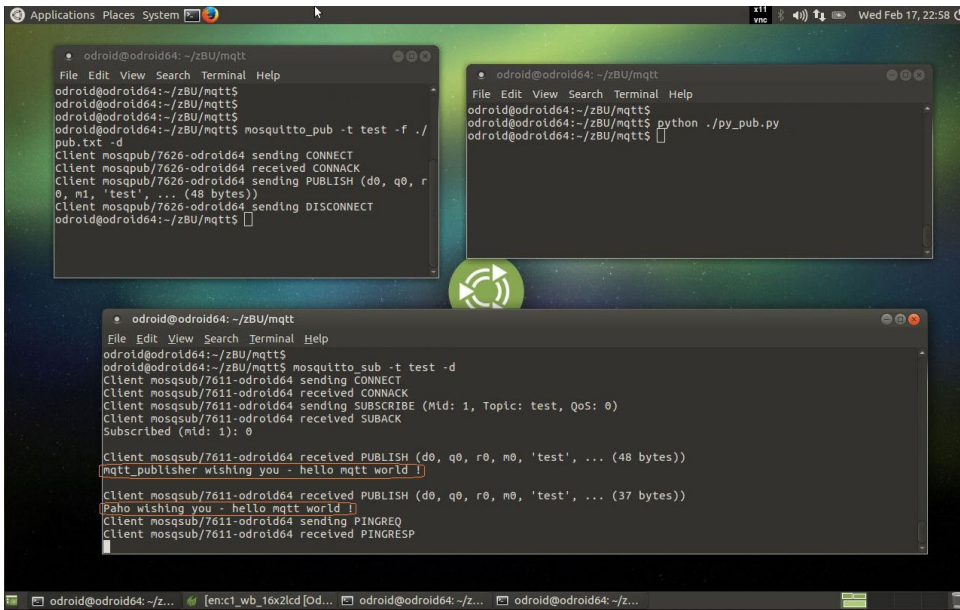 Applications Places System
x11
vnc
Wed Feb 17, 22:58
odroid@odroid64: ~/zBU/mqtt
File Edit View Search Terminal Help
odroid@odroid64:~/zBU/mqtt$
odroid@odroid64:~/zBU/mqtt$
odroid@odroid64:~/zBU/mqtt$
odroid@odroid64:~/zBU/mqtt$ mosquitto_pub -t test -f ./
pub.txt -d
Client mosqpub/7626-odroid64 sending CONNECT
Client mosqpub/7626-odroid64 received CONNACK
Client mosqpub/7626-odroid64 sending PUBLISH (d0, q0, r
0, m1, 'test', ... (48 bytes))
Client mosqpub/7626-odroid64 sending DISCONNECT
odroid@odroid64:~/zBU/mqtt$
odroid@odroid64: ~/zBU/mqtt
File Edit View Search Terminal Help
odroid@odroid64:~/zBU/mqtt$
odroid@odroid64:~/zBU/mqtt$ python ./py_pub.py
odroid@odroid64:~/zBU/mqtt$
odroid@odroid64: ~/zBU/mqtt
File Edit View Search Terminal Help
odroid@odroid64:~/zBU/mqtt$
odroid@odroid64:~/zBU/mqtt$ mosquitto_sub -t test -d
Client mosqsub/7611-odroid64 sending CONNECT
Client mosqsub/7611-odroid64 received CONNACK
Client mosqsub/7611-odroid64 sending SUBSCRIBE (Mid: 1, Topic: test, QoS: 0)
Client mosqsub/7611-odroid64 received SUBACK
Subscribed (mid: 1): 0
Client mosqsub/7611-odroid64 received PUBLISH (d0, q0, r0, m0, 'test', ... (48 bytes))
mqtt_publisher wishing you - hello mqtt world !
Client mosqsub/7611-odroid64 received PUBLISH (d0, q0, r0, m0, 'test', ... (37 bytes))
Paho wishing you - hello mqtt world !
Client mosqsub/7611-odroid64 sending PINGREQ
Client mosqsub/7611-odroid64 received PINGRESP
odroid@odroid64: ~/z... [en:c1_wb_16x2lcd [Od... odroid@odroid64: ~/z... odroid@odroid64: ~/z...